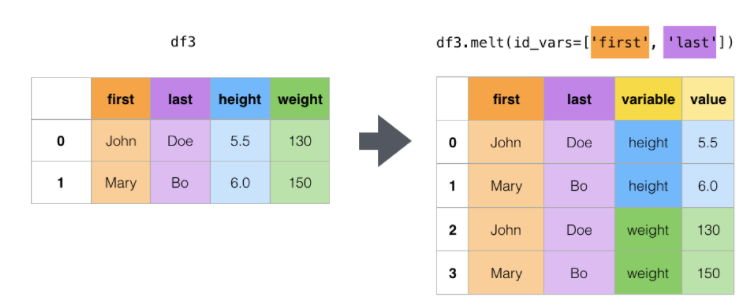 df3
first last height weight
0 John Doe 5.5 130
1 Mary Bo 6.0 150
df3.melt(id_vars=['first', 'last'])
first last variable value
0 John Doe height 5.5
1 Mary Bo height 6.0
2 John Doe weight 130
3 Mary Bo weight 150